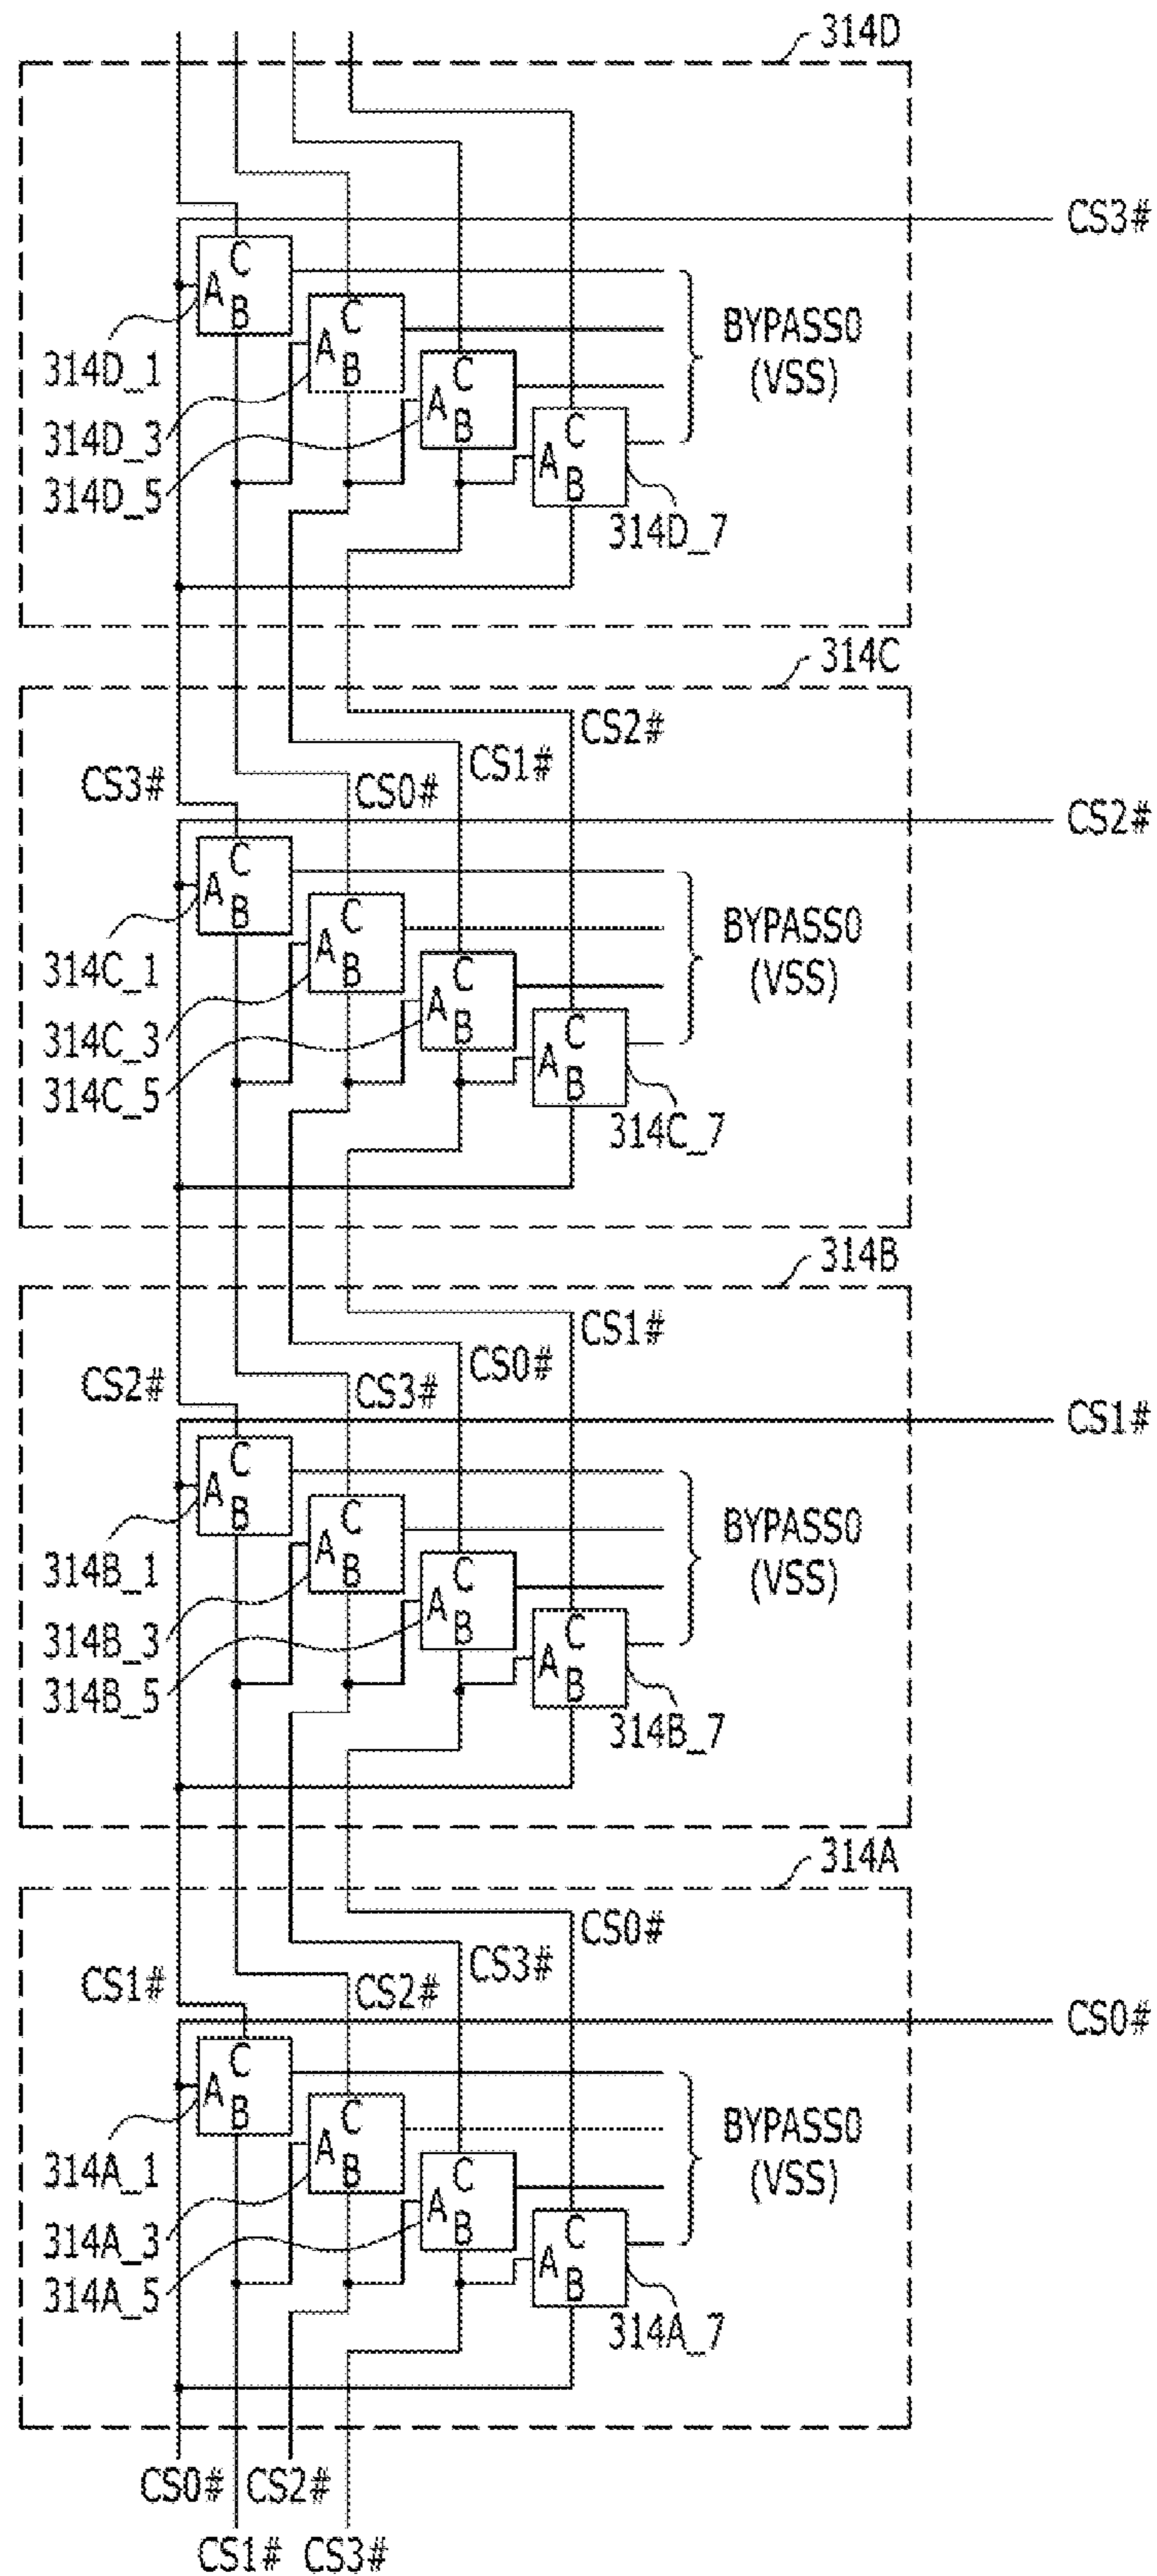 314D
CS3#
C
A
B
C
A
B
C
A
B
C
A
B
BYPASS0
(VSS)
314D_1
314D_3
314D_5
314D_7
314C
CS2#
CS1#
CS0#
CS3#
CS2#
C
A
B
C
A
B
C
A
B
C
A
B
BYPASS0
(VSS)
314C_1
314C_3
314C_5
314C_7
314B
CS1#
CS0#
CS3#
CS2#
CS1#
C
A
B
C
A
B
C
A
B
C
A
B
BYPASS0
(VSS)
314B_1
314B_3
314B_5
314B_7
314A
CS0#
CS3#
CS2#
CS1#
CS0#
C
A
B
C
A
B
C
A
B
C
A
B
BYPASS0
(VSS)
314A_1
314A_3
314A_5
314A_7
CS0# CS2#
CS1# CS3#